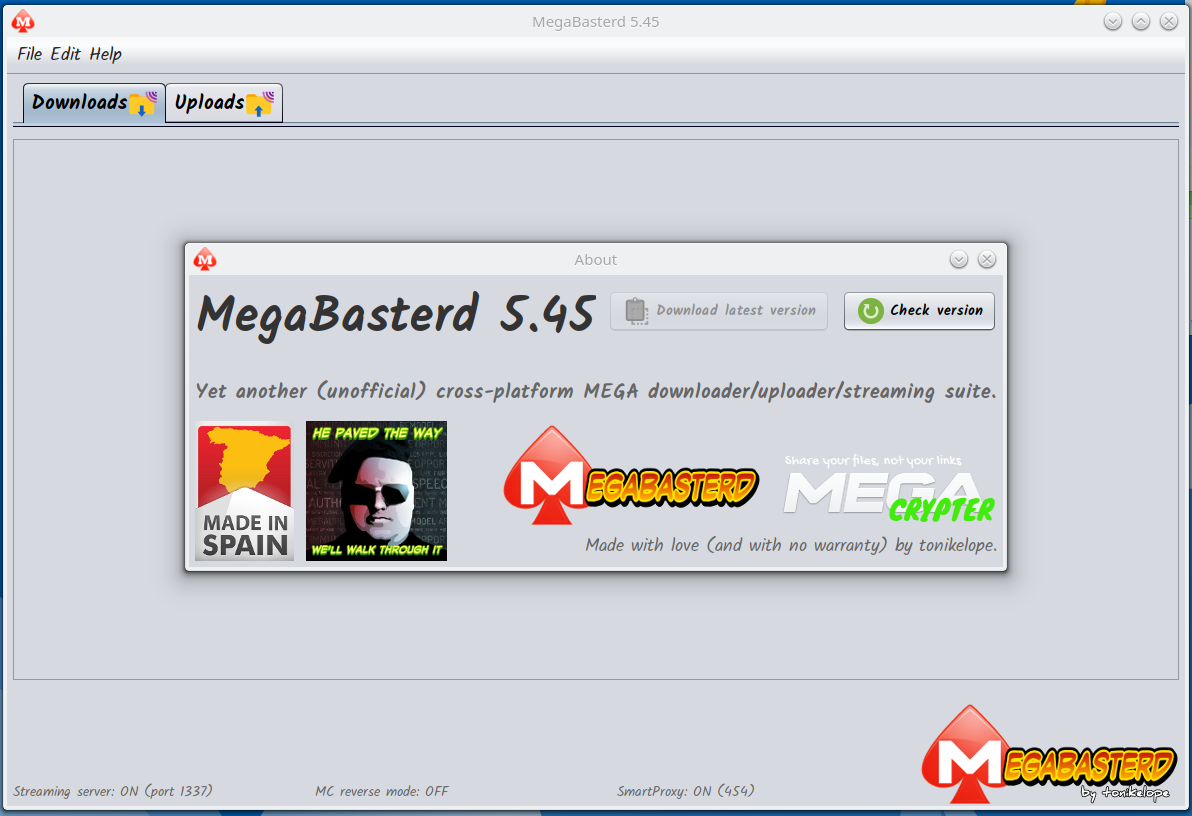 M
MegaBasterd 5.45
File Edit Help
Downloads
Uploads
M
About
MegaBasterd 5.45
Download latest version
Check version
Yet another (unofficial) cross-platform MEGA downloader/uploader/streaming suite.
MADE IN
SPAIN
HE PAVED THE WAY
WE'LL WALK THROUGH IT
MEGABASTERD
Share your files, not your links
MEGA
CRYPTER
Made with love (and with no warranty) by tonikelope.
MEGABASTERD
by tonikelope
Streaming server: ON (port 1337)
MC reverse mode: OFF
SmartProxy: ON (454)